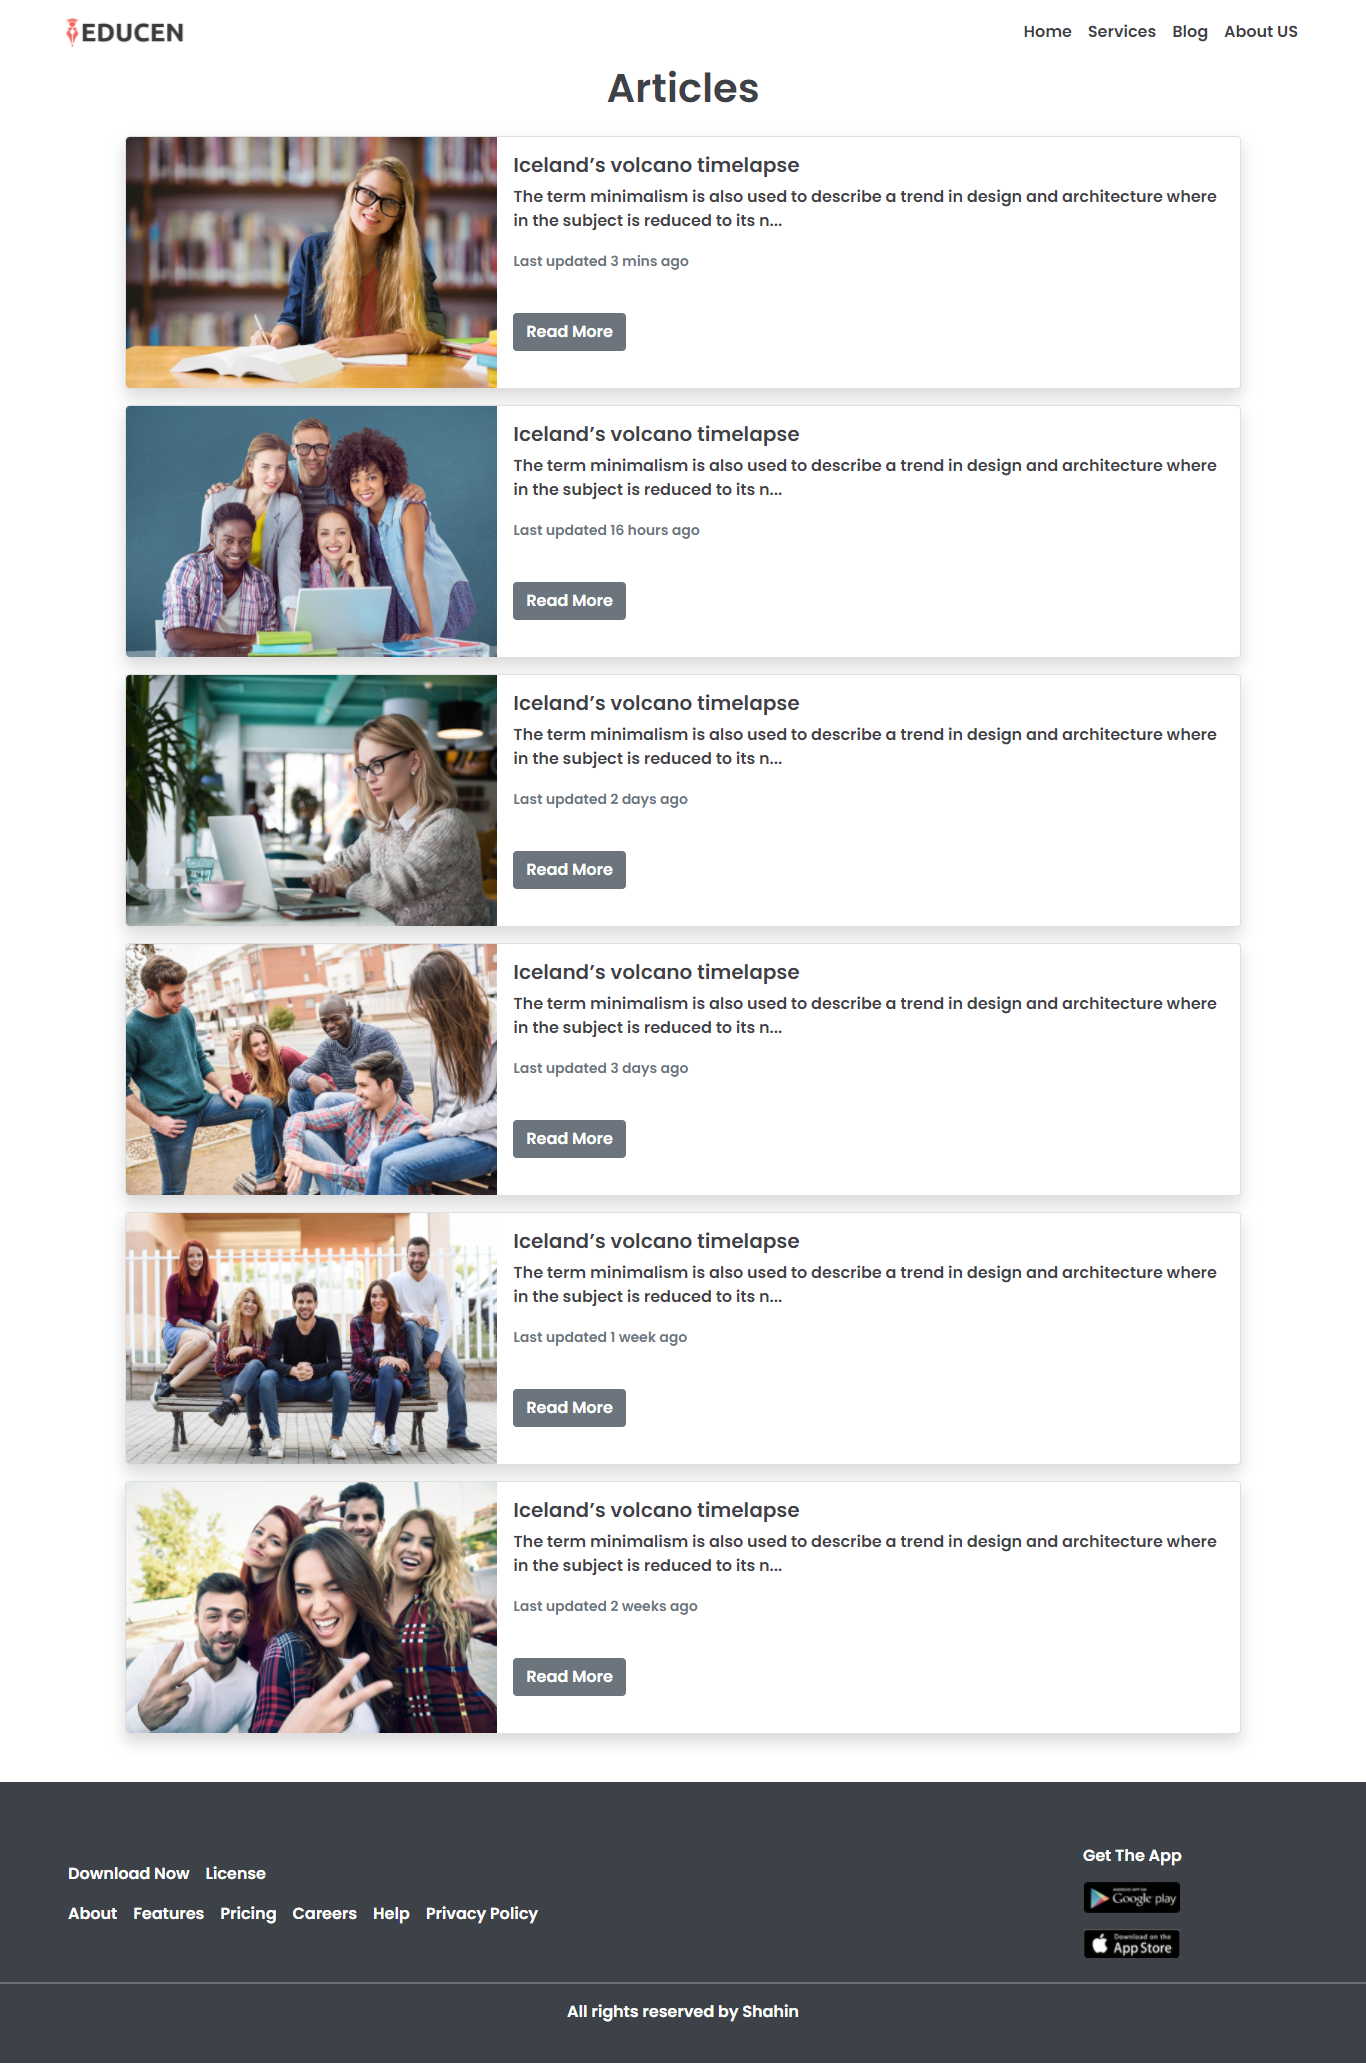 EDUCEN
Home Services Blog About US
Articles
Iceland’s volcano timelapse
The term minimalism is also used to describe a trend in design and architecture where
in the subject is reduced to its n...
Last updated 3 mins ago
Read More
Iceland’s volcano timelapse
The term minimalism is also used to describe a trend in design and architecture where
in the subject is reduced to its n...
Last updated 16 hours ago
Read More
Iceland’s volcano timelapse
The term minimalism is also used to describe a trend in design and architecture where
in the subject is reduced to its n...
Last updated 2 days ago
Read More
Iceland’s volcano timelapse
The term minimalism is also used to describe a trend in design and architecture where
in the subject is reduced to its n...
Last updated 3 days ago
Read More
Iceland’s volcano timelapse
The term minimalism is also used to describe a trend in design and architecture where
in the subject is reduced to its n...
Last updated 1 week ago
Read More
Iceland’s volcano timelapse
The term minimalism is also used to describe a trend in design and architecture where
in the subject is reduced to its n...
Last updated 2 weeks ago
Read More
Download Now License
About Features Pricing Careers Help Privacy Policy
Get The App
ANDROID APP ON
Google play
Download on the
App Store
All rights reserved by Shahin